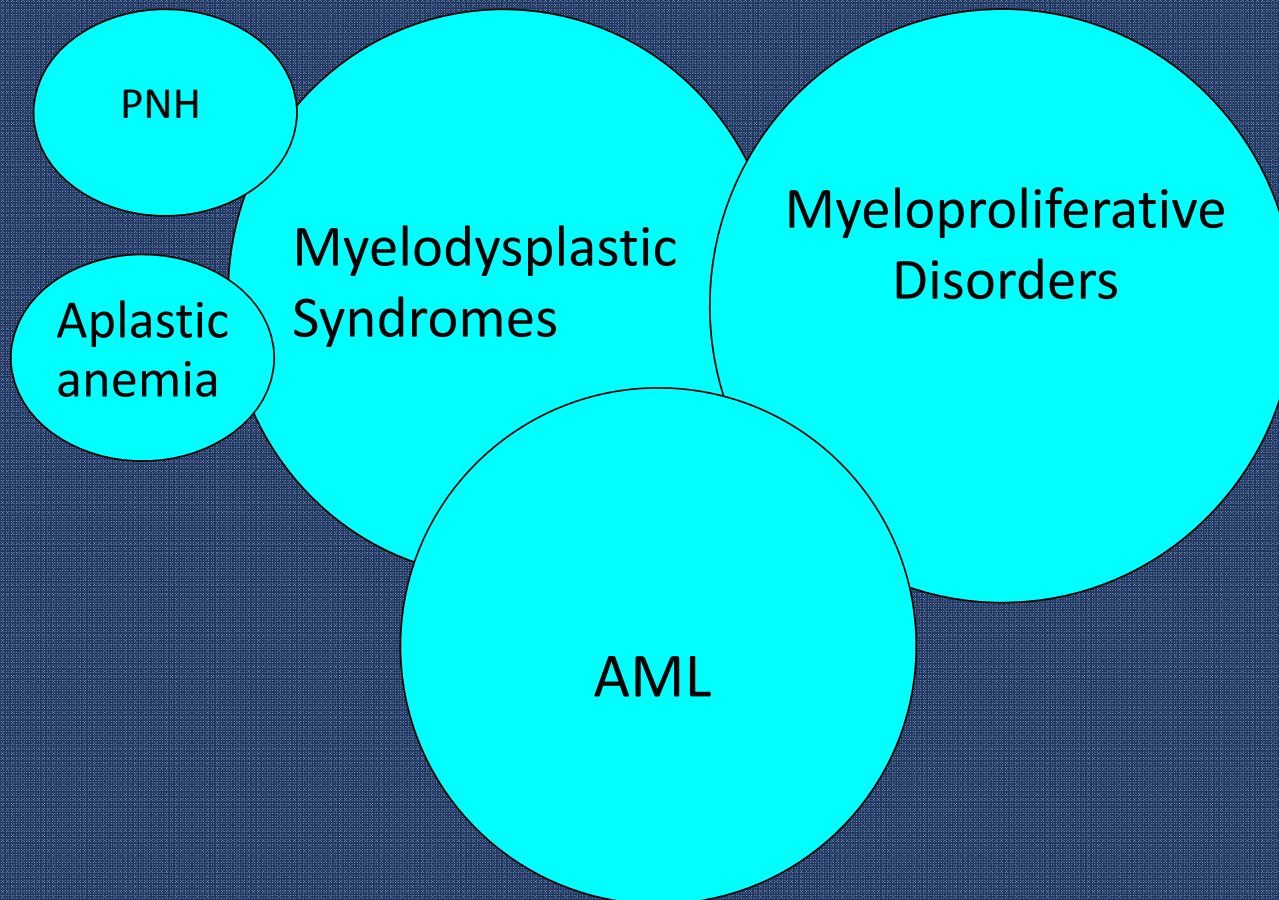 PNH
Myelodysplastic
Syndromes
Myeloproliferative
Disorders
Aplastic
anemia
AML